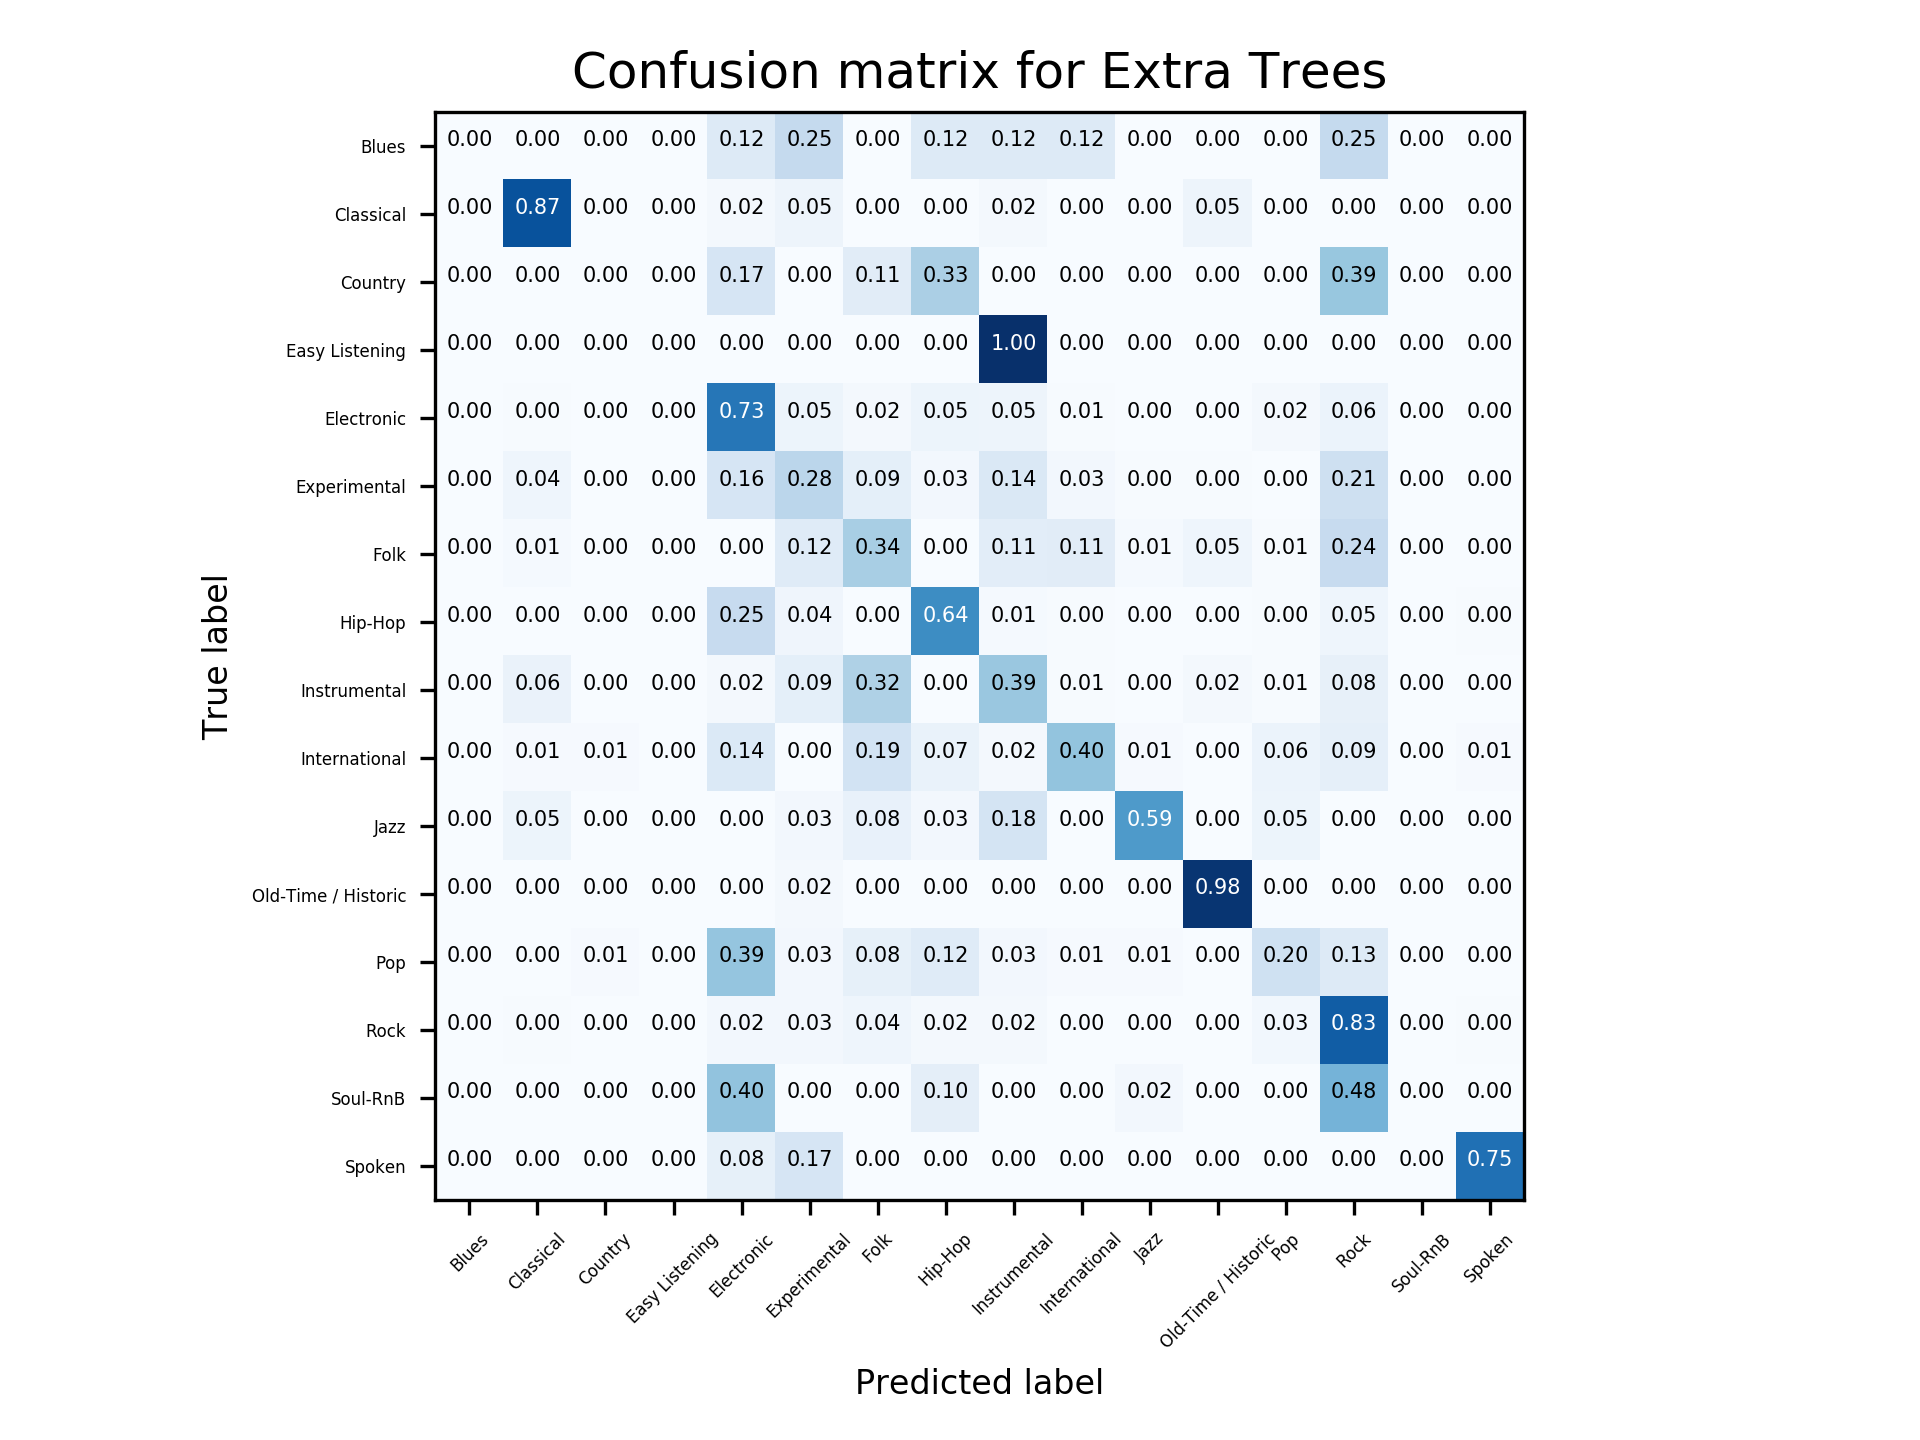 Confusion matrix for Extra Trees
True label
Blues 0.00 0.00 0.00 0.00 0.12 0.25 0.00 0.12 0.12 0.12 0.00 0.00 0.00 0.25 0.00 0.00
Classical 0.00 0.87 0.00 0.00 0.02 0.05 0.00 0.00 0.02 0.00 0.00 0.05 0.00 0.00 0.00 0.00
Country 0.00 0.00 0.00 0.00 0.17 0.00 0.11 0.33 0.00 0.00 0.00 0.00 0.00 0.39 0.00 0.00
Easy Listening 0.00 0.00 0.00 0.00 0.00 0.00 0.00 0.00 1.00 0.00 0.00 0.00 0.00 0.00 0.00 0.00
Electronic 0.00 0.00 0.00 0.00 0.73 0.05 0.02 0.05 0.05 0.01 0.00 0.00 0.02 0.06 0.00 0.00
Experimental 0.00 0.04 0.00 0.00 0.16 0.28 0.09 0.03 0.14 0.03 0.00 0.00 0.00 0.21 0.00 0.00
Folk 0.00 0.01 0.00 0.00 0.00 0.12 0.34 0.00 0.11 0.11 0.01 0.05 0.01 0.24 0.00 0.00
Hip-Hop 0.00 0.00 0.00 0.00 0.25 0.04 0.00 0.64 0.01 0.00 0.00 0.00 0.00 0.05 0.00 0.00
Instrumental 0.00 0.06 0.00 0.00 0.02 0.09 0.32 0.00 0.39 0.01 0.00 0.02 0.01 0.08 0.00 0.00
International 0.00 0.01 0.01 0.00 0.14 0.00 0.19 0.07 0.02 0.40 0.01 0.00 0.06 0.09 0.00 0.01
Jazz 0.00 0.05 0.00 0.00 0.00 0.03 0.08 0.03 0.18 0.00 0.59 0.00 0.05 0.00 0.00 0.00
Old-Time / Historic 0.00 0.00 0.00 0.00 0.00 0.02 0.00 0.00 0.00 0.00 0.00 0.98 0.00 0.00 0.00 0.00
Pop 0.00 0.00 0.01 0.00 0.39 0.03 0.08 0.12 0.03 0.01 0.01 0.00 0.20 0.13 0.00 0.00
Rock 0.00 0.00 0.00 0.00 0.02 0.03 0.04 0.02 0.02 0.00 0.00 0.00 0.03 0.83 0.00 0.00
Soul-RnB 0.00 0.00 0.00 0.00 0.40 0.00 0.00 0.10 0.00 0.00 0.02 0.00 0.00 0.48 0.00 0.00
Spoken 0.00 0.00 0.00 0.00 0.08 0.17 0.00 0.00 0.00 0.00 0.00 0.00 0.00 0.00 0.00 0.75
Blues Classical Country Easy Listening Electronic Experimental Folk Hip-Hop Instrumental International Jazz Old-Time / Historic Pop Rock Soul-RnB Spoken
Predicted label